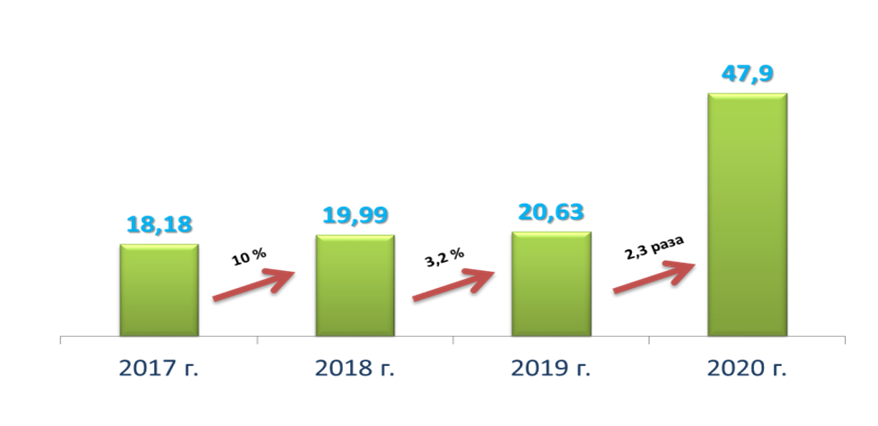 47,9
18,18
19,99
20,63
10 %
3,2 %
2,3 раза
2017 г.
2018 г.
2019 г.
2020 г.